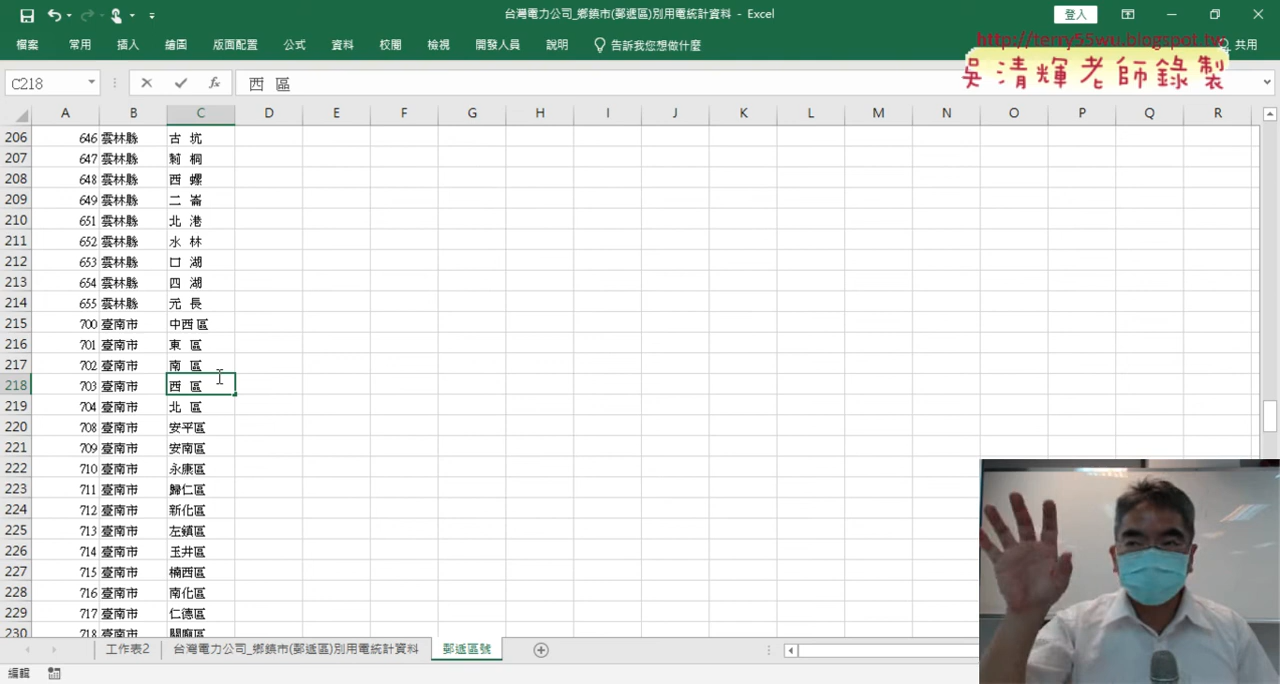 台灣電力公司_鄉鎮市(郵遞區)別用電統計資料 - Excel
登入
檔案 常用 插入 繪圖 版面配置 公式 資料 校閱 檢視 開發人員 說明 告訴我您想做什麼 共用
http://terry55wu.blogspot.tw
吳清輝老師錄製
C218 fx 西 區
A B C D E F G H I J K L M N O P Q R
206 646 雲林縣 古 坑
207 647 雲林縣 莿 桐
208 648 雲林縣 西 螺
209 649 雲林縣 二 崙
210 651 雲林縣 北 港
211 652 雲林縣 水 林
212 653 雲林縣 口 湖
213 654 雲林縣 四 湖
214 655 雲林縣 元 長
215 700 臺南市 中西 區
216 701 臺南市 東 區
217 702 臺南市 南 區
218 703 臺南市 西 區
219 704 臺南市 北 區
220 708 臺南市 安平區
221 709 臺南市 安南區
222 710 臺南市 永康區
223 711 臺南市 歸仁區
224 712 臺南市 新化區
225 713 臺南市 左鎮區
226 714 臺南市 玉井區
227 715 臺南市 楠西區
228 716 臺南市 南化區
229 717 臺南市 仁德區
230 718 臺南市 關廟區
工作表2 台灣電力公司_鄉鎮市(郵遞區)別用電統計資料 郵遞區號
編輯